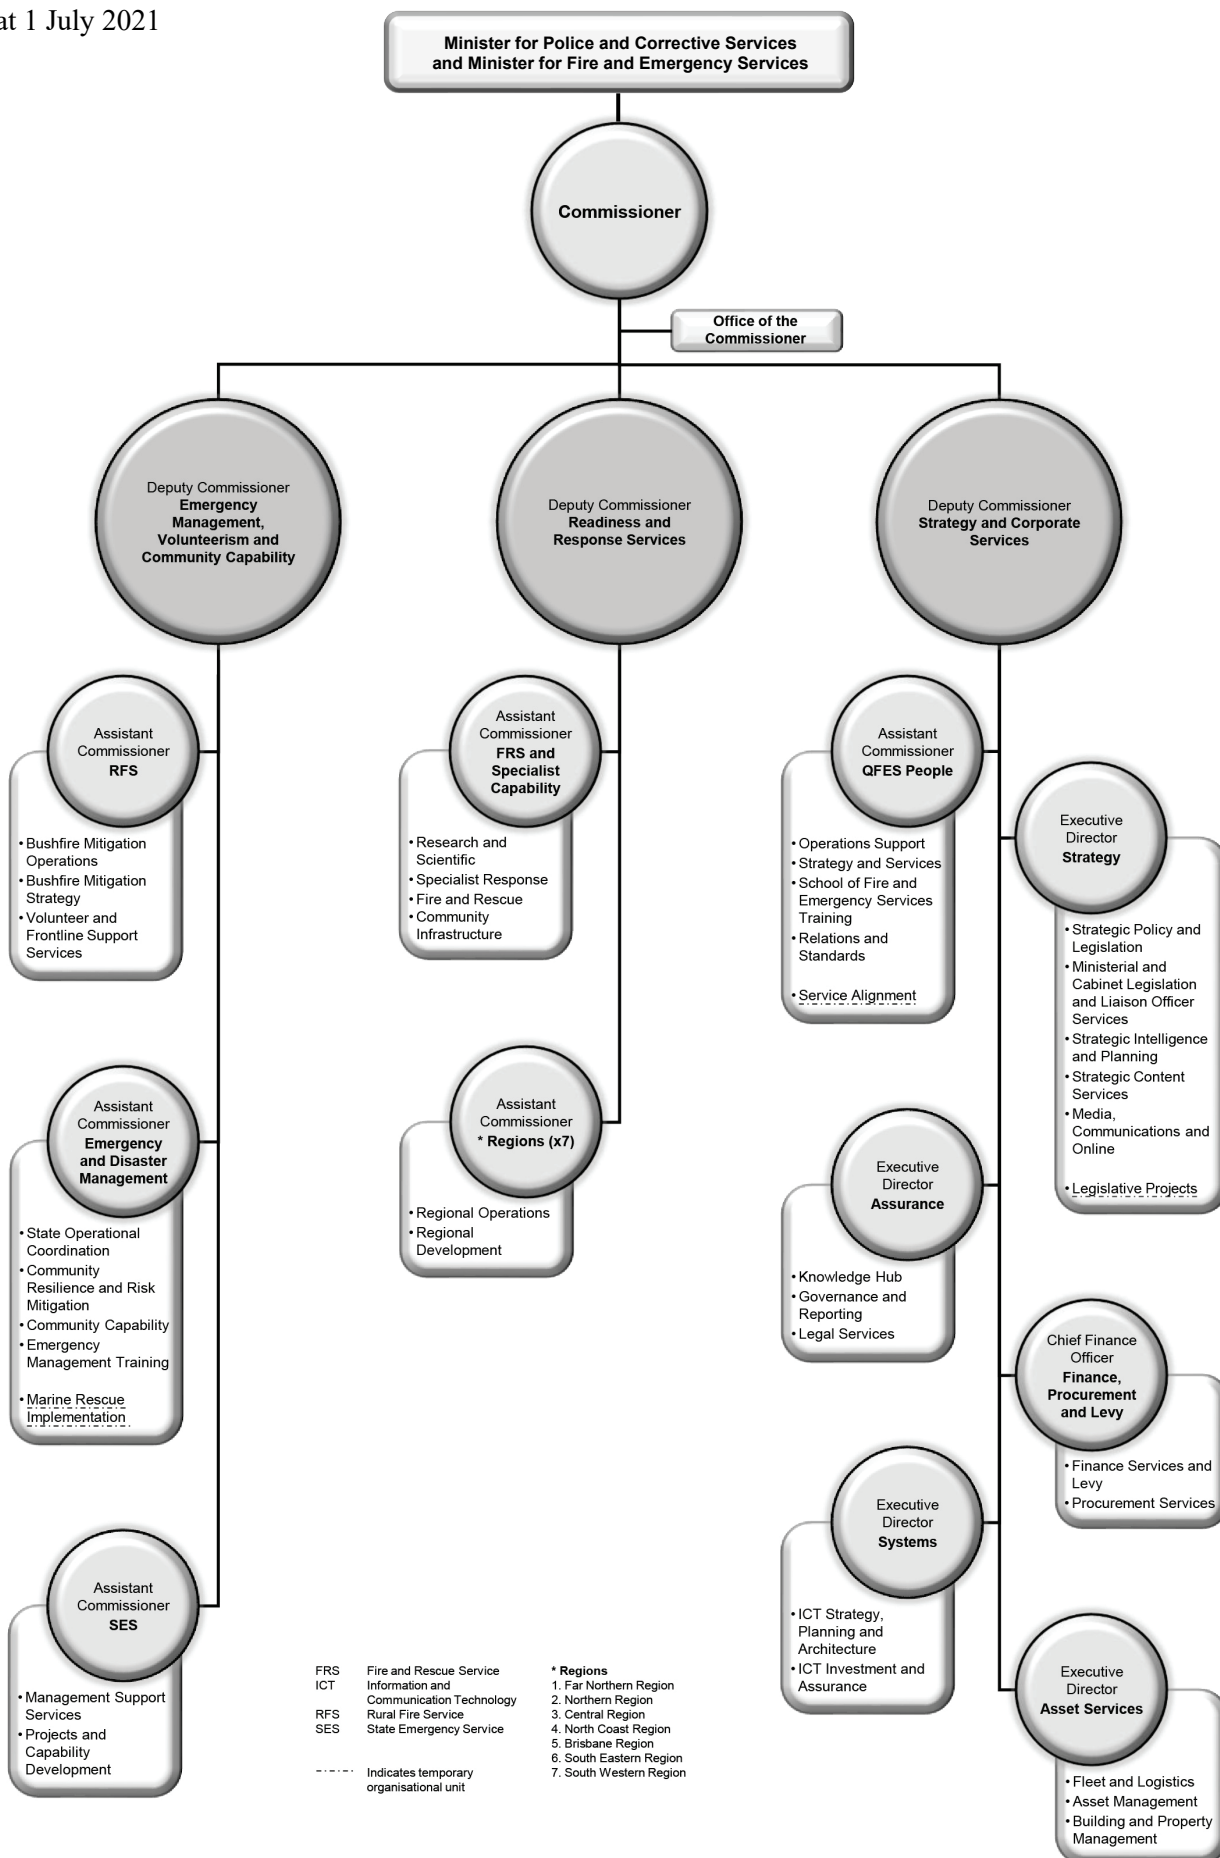 at 1 July 2021
Minister for Police and Corrective Services
and Minister for Fire and Emergency Services
Commissioner
Office of the
Commissioner
Deputy Commissioner
Emergency
Management,
Volunteerism and
Community Capability
Deputy Commissioner
Readiness and
Response Services
Deputy Commissioner
Strategy and Corporate
Services
Assistant
Commissioner
RFS
• Bushfire Mitigation
Operations
• Bushfire Mitigation
Strategy
• Volunteer and
Frontline Support
Services
Assistant
Commissioner
Emergency
and Disaster
Management
• State Operational
Coordination
• Community
Resilience and Risk
Mitigation
• Community Capability
• Emergency
Management Training
• Marine Rescue
Implementation
Assistant
Commissioner
SES
• Management Support
Services
• Projects and
Capability
Development
Assistant
Commissioner
FRS and
Specialist
Capability
• Research and
Scientific
• Specialist Response
• Fire and Rescue
• Community
Infrastructure
Assistant
Commissioner
* Regions (x7)
• Regional Operations
• Regional
Development
Assistant
Commissioner
QFES People
• Operations Support
• Strategy and Services
• School of Fire and
Emergency Services
Training
• Relations and
Standards
• Service Alignment
Executive
Director
Strategy
• Strategic Policy and
Legislation
• Ministerial and
Cabinet Legislation
and Liaison Officer
Services
• Strategic Intelligence
and Planning
• Strategic Content
Services
• Media,
Communications and
Online
• Legislative Projects
Executive
Director
Assurance
• Knowledge Hub
• Governance and
Reporting
• Legal Services
Chief Finance
Officer
Finance,
Procurement
and Levy
• Finance Services and
Levy
• Procurement Services
Executive
Director
Systems
• ICT Strategy,
Planning and
Architecture
• ICT Investment and
Assurance
Executive
Director
Asset Services
• Fleet and Logistics
• Asset Management
• Building and Property
Management
FRS Fire and Rescue Service
ICT Information and
Communication Technology
RFS Rural Fire Service
SES State Emergency Service
Indicates temporary
organisational unit
* Regions
1. Far Northern Region
2. Northern Region
3. Central Region
4. North Coast Region
5. Brisbane Region
6. South Eastern Region
7. South Western Region